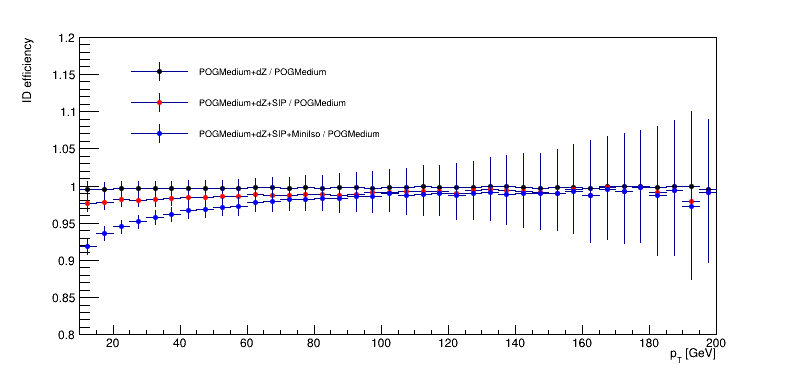 ID efficiency
1.2
1.15
1.1
1.05
1
0.95
0.9
0.85
0.8
POGMedium+dZ / POGMedium
POGMedium+dZ+SIP / POGMedium
POGMedium+dZ+SIP+MiniIso / POGMedium
20 40 60 80 100 120 140 160 180 200
p_T [GeV]